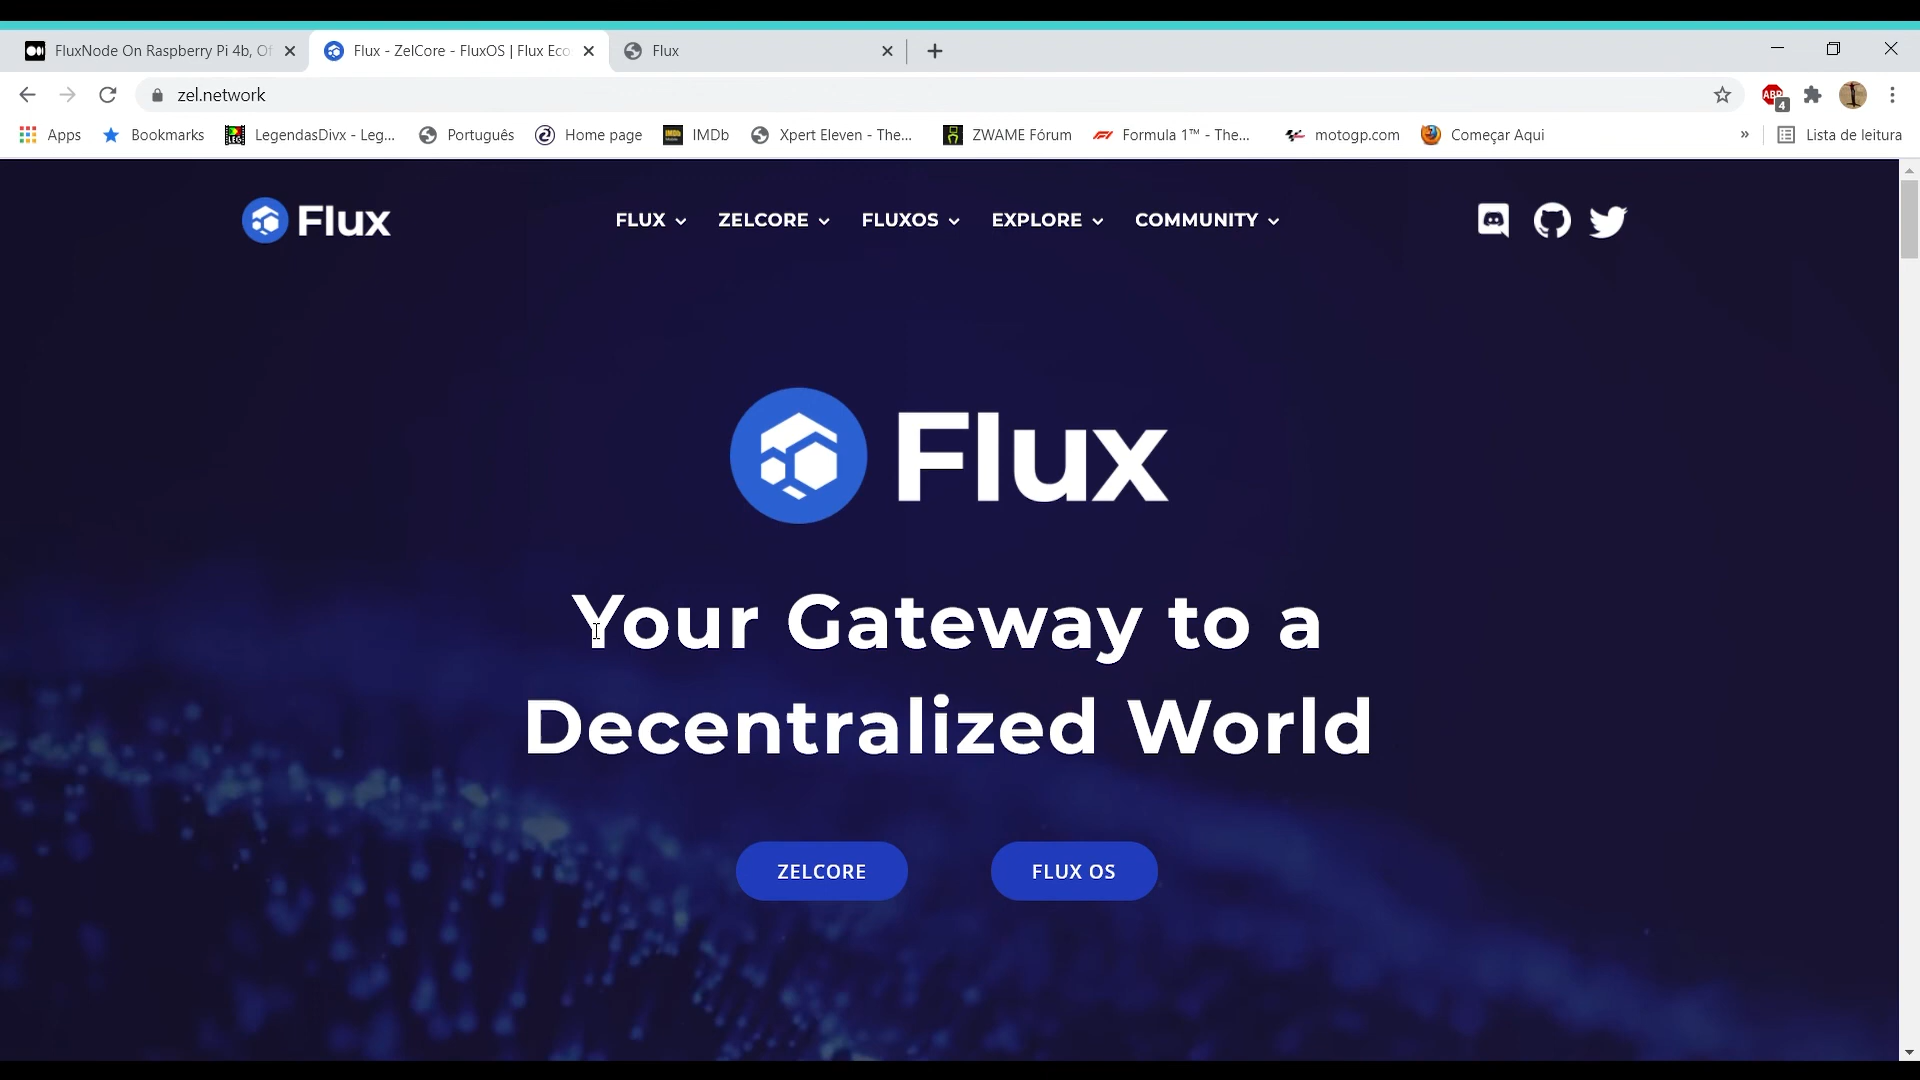 FluxNode On Raspberry Pi 4b, Of
Flux - ZelCore - FluxOS | Flux Eco
Flux
zel.network
ABP
4
Apps
Bookmarks
LegendasDivx - Leg...
Português
Home page
IMDb
Xpert Eleven - The...
ZWAME Fórum
Formula 1™ - The...
motogp.com
Começar Aqui
»
Lista de leitura
Flux
FLUX
ZELCORE
FLUXOS
EXPLORE
COMMUNITY
Flux
Your Gateway to a
Decentralized World
ZELCORE
FLUX OS